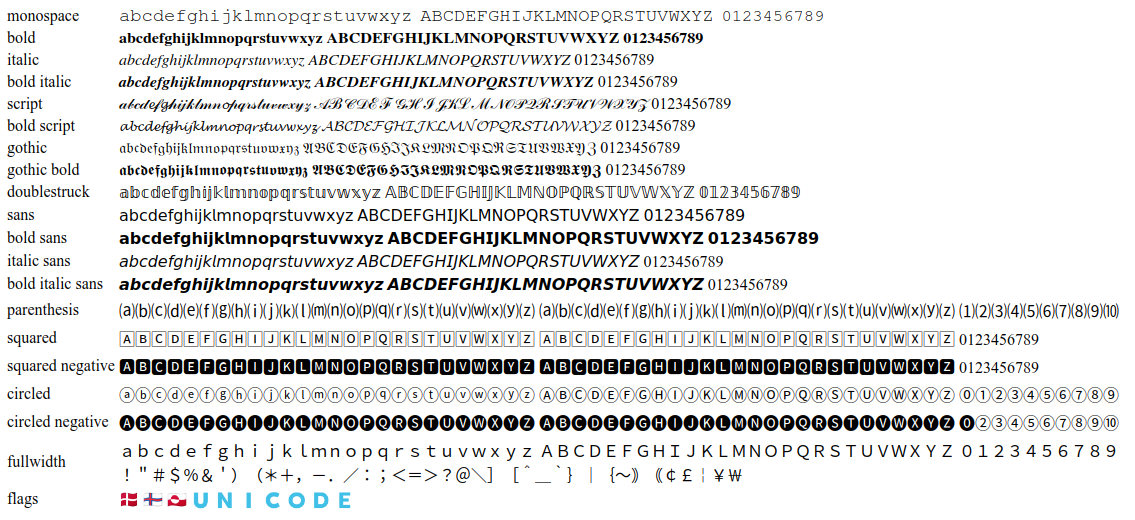 monospace abcdefghijklmnopqrstuvwxyz ABCDEFGHIJKLMNOPQRSTUVWXYZ 0123456789
bold abcdefghijklmnopqrstuvwxyz ABCDEFGHIJKLMNOPQRSTUVWXYZ 0123456789
italic abcdefghijklmnopqrstuvwxyz ABCDEFGHIJKLMNOPQRSTUVWXYZ 0123456789
bold italic abcdefghijklmnopqrstuvwxyz ABCDEFGHIJKLMNOPQRSTUVWXYZ 0123456789
script abcdefghijklmnopqrstuvwxyz ABCDEFGHIJKLMNOPQRSTUVWXYZ 0123456789
bold script abcdefghijklmnopqrstuvwxyz ABCDEFGHIJKLMNOPQRSTUVWXYZ 0123456789
gothic abcdefghijklmnopqrstuvwxyz ABCDEFGHIJKLMNOPQRSTUVWXYZ 0123456789
gothic bold abcdefghijklmnopqrstuvwxyz ABCDEFGHIJKLMNOPQRSTUVWXYZ 0123456789
doublestruck abcdefghijklmnopqrstuvwxyz ABCDEFGHIJKLMNOPQRSTUVWXYZ 0123456789
sans abcdefghijklmnopqrstuvwxyz ABCDEFGHIJKLMNOPQRSTUVWXYZ 0123456789
bold sans abcdefghijklmnopqrstuvwxyz ABCDEFGHIJKLMNOPQRSTUVWXYZ 0123456789
italic sans abcdefghijklmnopqrstuvwxyz ABCDEFGHIJKLMNOPQRSTUVWXYZ 0123456789
bold italic sans abcdefghijklmnopqrstuvwxyz ABCDEFGHIJKLMNOPQRSTUVWXYZ 0123456789
parenthesis ⒜⒝⒞⒟⒠⒡⒢⒣⒤⒥⒦⒧⒨⒩⒪⒫⒬⒭⒮⒯⒰⒱⒲⒳⒴⒵ ⒜⒝⒞⒟⒠⒡⒢⒣⒤⒥⒦⒧⒨⒩⒪⒫⒬⒭⒮⒯⒰⒱⒲⒳⒴⒵ ⑴⑵⑶⑷⑸⑹⑺⑻⑼⑽
squared 🄰🄱🄲🄳🄴🄵🄶🄷🄸🄹🄺🄻🄼🄽🄾🄿🅀🅁🅂🅃🅄🅅🅆🅇🅈🅉 🄰🄱🄲🄳🄴🄵🄶🄷🄸🄹🄺🄻🄼🄽🄾🄿🅀🅁🅂🅃🅄🅅🅆🅇🅈🅉 0123456789
squared negative 🅰🅱🅲🅳🅴🅵🅶🅷🅸🅹🅺🅻🅼🅽🅾🅿🆀🆁🆂🆃🆄🆅🆆🆇🆈🆉 🅰🅱🅲🅳🅴🅵🅶🅷🅸🅹🅺🅻🅼🅽🅾🅿🆀🆁🆂🆃🆄🆅🆆🆇🆈🆉 0123456789
circled ⓐⓑⓒⓓⓔⓕⓖⓗⓘⓙⓚⓛⓜⓝⓞⓟⓠⓡⓢⓣⓤⓥⓦⓧⓨⓩ ⒶⒷⒸⒹⒺⒻⒼⒽⒾⒿⓀⓁⓂⓃⓄⓅⓆⓇⓈⓉⓊⓋⓌⓍⓎⓏ ⓪①②③④⑤⑥⑦⑧⑨
circled negative 🅐🅑🅒🅓🅔🅕🅖🅗🅘🅙🅚🅛🅜🅝🅞🅟🅠🅡🅢🅣🅤🅥🅦🅧🅨🅩 🅐🅑🅒🅓🅔🅕🅖🅗🅘🅙🅚🅛🅜🅝🅞🅟🅠🅡🅢🅣🅤🅥🅦🅧🅨🅩 ⓿②③④⑤⑥⑦⑧⑨⑩
fullwidth ａｂｃｄｅｆｇｈｉｊｋｌｍｎｏｐｑｒｓｔｕｖｗｘｙｚ ＡＢＣＤＥＦＧＨＩＪＫＬＭＮＯＰＱＲＳＴＵＶＷＸＹＺ ０１２３４５６７８９
！＂＃＄％＆＇）（＊＋，－．／：；＜＝＞？＠＼］［＾＿｀｝｜｛～｠｟￠￡￤￥￦
flags 🇩🇰 🇫🇴 🇬🇱 U N I C O D E